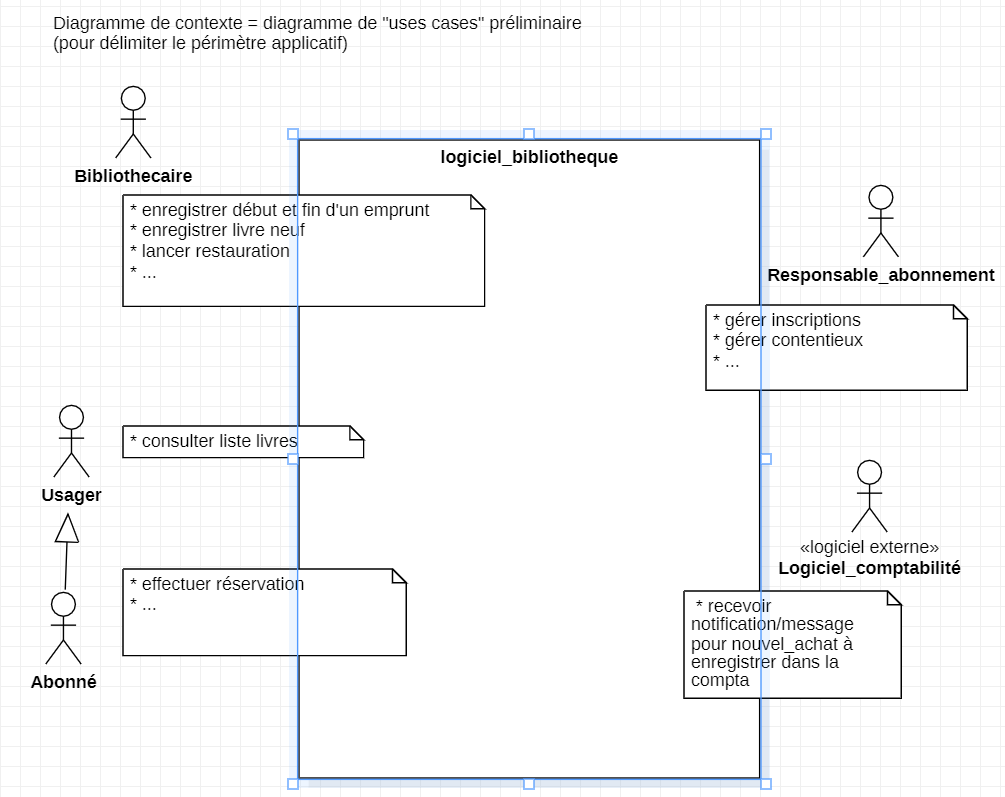 Diagramme de contexte = diagramme de "uses cases" préliminaire
(pour délimiter le périmètre applicatif)
logiciel_bibliotheque
Bibliothecaire
* enregistrer début et fin d'un emprunt
* enregistrer livre neuf
* lancer restauration
* ...
Responsable_abonnement
* gérer inscriptions
* gérer contentieux
* ...
* consulter liste livres
Usager
«logiciel externe»
Logiciel_comptabilité
* effectuer réservation
* ...
* recevoir
notification/message
pour nouvel_achat à
enregistrer dans la
compta
Abonné